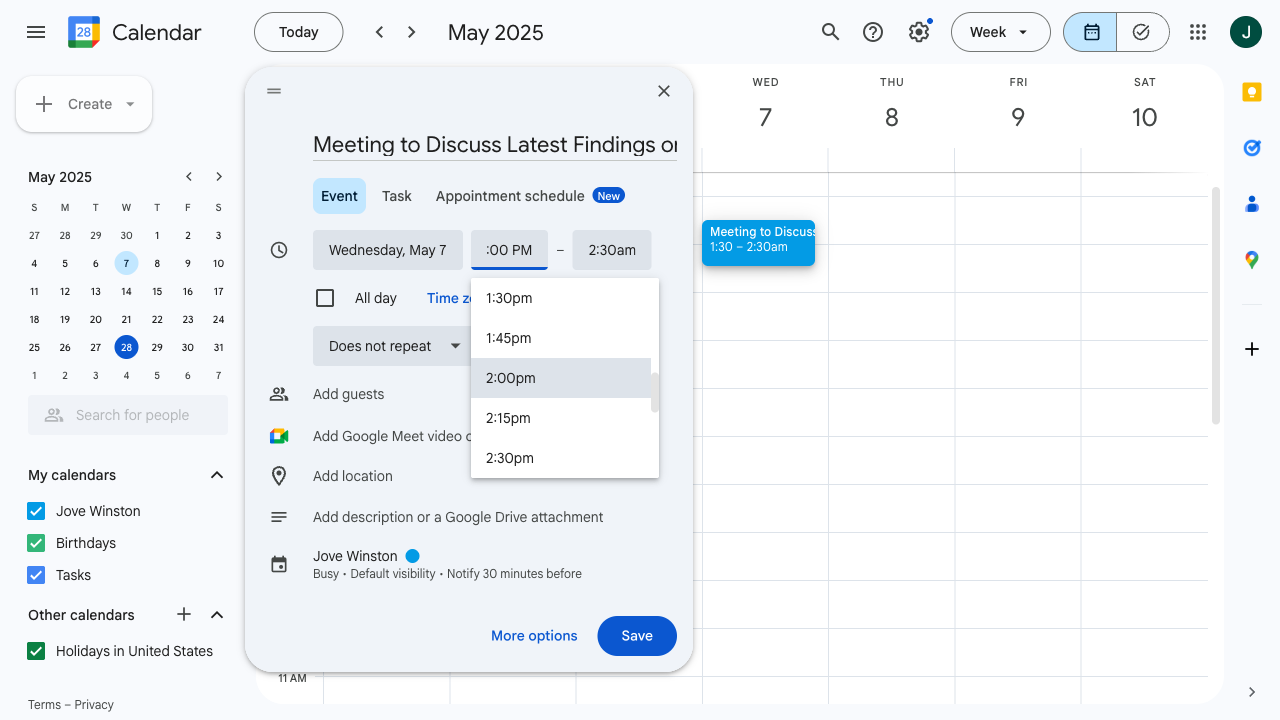 28
Calendar
Today
May 2025
Week
J
Create
May 2025
S M T W T F S
27 28 29 30 1 2 3
4 5 6 7 8 9 10
11 12 13 14 15 16 17
18 19 20 21 22 23 24
25 26 27 28 29 30 31
1 2 3 4 5 6 7
Search for people
My calendars
Jove Winston
Birthdays
Tasks
Other calendars
Holidays in United States
Terms – Privacy
Meeting to Discuss Latest Findings or
Event Task Appointment schedule New
Wednesday, May 7 :00 PM – 2:30am
All day Time zo
Does not repeat
1:30pm
1:45pm
2:00pm
2:15pm
2:30pm
Add guests
Add Google Meet video c
Add location
Add description or a Google Drive attachment
Jove Winston
Busy • Default visibility • Notify 30 minutes before
More options Save
WED THU FRI SAT
7 8 9 10
Meeting to Discuss
1:30 – 2:30am
11 AM